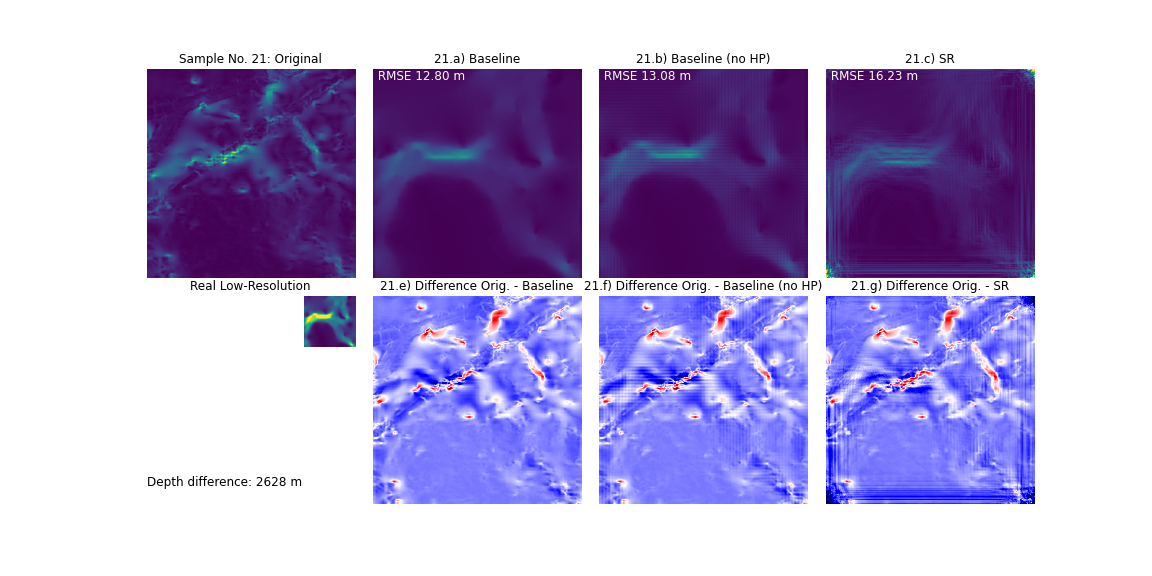 Sample No. 21: Original
21.a) Baseline
21.b) Baseline (no HP)
21.c) SR
RMSE 12.80 m
RMSE 13.08 m
RMSE 16.23 m
Real Low-Resolution
21.e) Difference Orig. - Baseline
21.f) Difference Orig. - Baseline (no HP)
21.g) Difference Orig. - SR
Depth difference: 2628 m